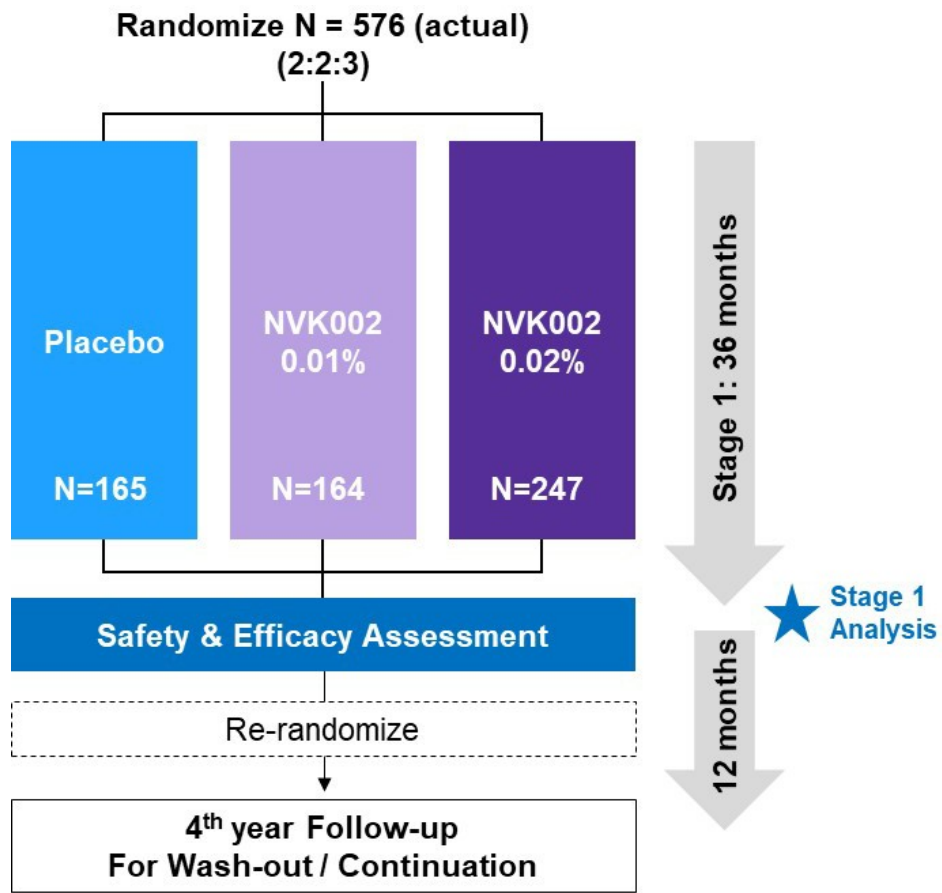 Randomize N = 576 (actual)
(2:2:3)
Placebo
N=165
NVK002
0.01%
N=164
NVK002
0.02%
N=247
Stage 1: 36 months
Safety & Efficacy Assessment
Stage 1
Analysis
Re-randomize
12 months
4th year Follow-up
For Wash-out / Continuation